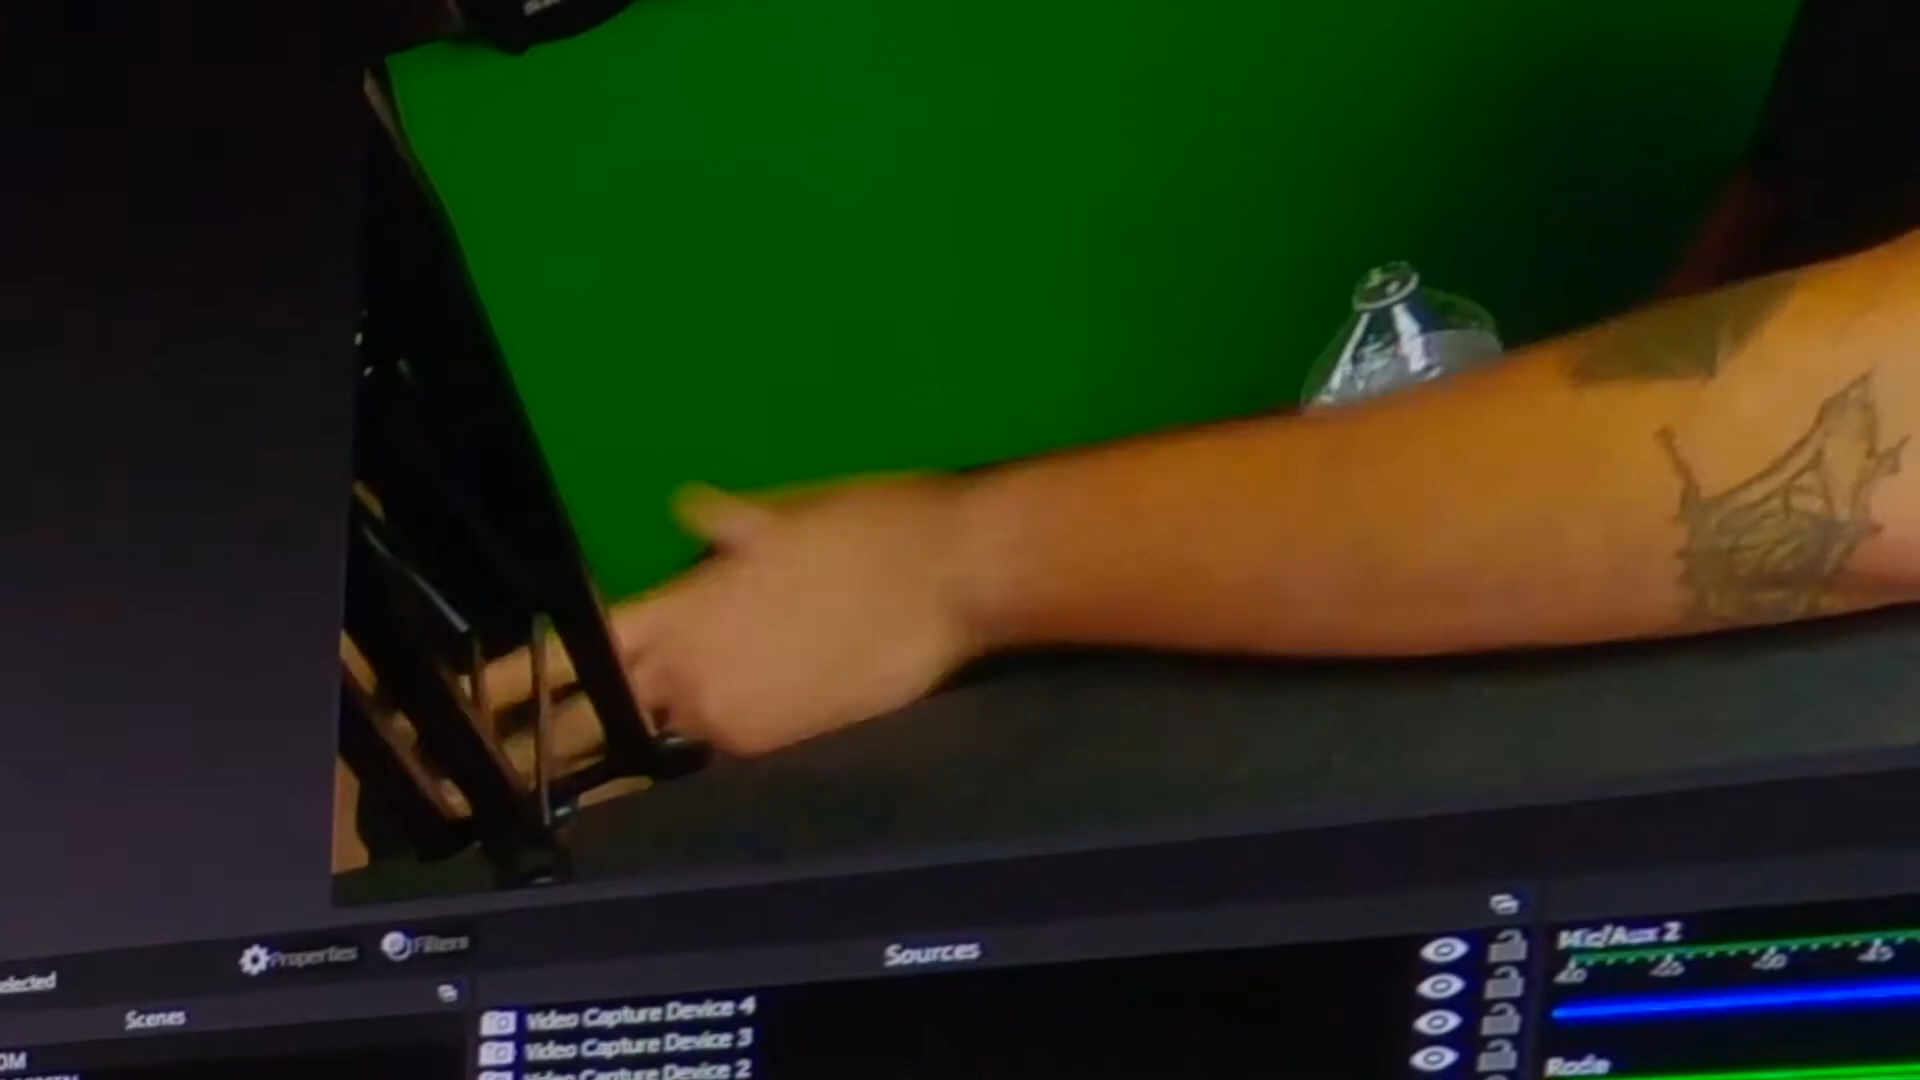 Properties
Filters
Sources
Mic/Aux 2
elected
Scenes
Video Capture Device 4
Video Capture Device 3
Video Capture Device 2
Rode